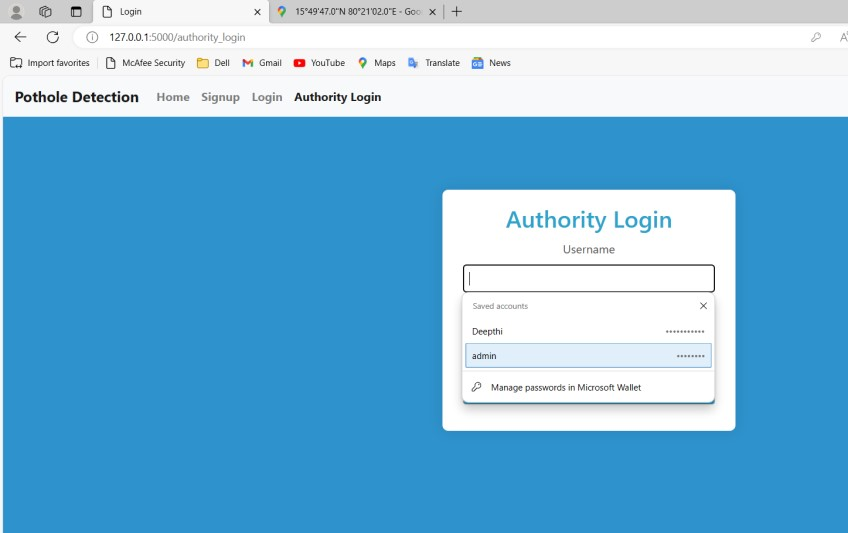 Login
15°49'47.0"N 80°21'02.0"E - Goo
127.0.0.1:5000/authority_login
Import favorites McAfee Security Dell Gmail YouTube Maps Translate News
Pothole Detection Home Signup Login Authority Login
Authority Login
Username
Saved accounts
Deepthi •••••••••••
admin ••••••••
Manage passwords in Microsoft Wallet